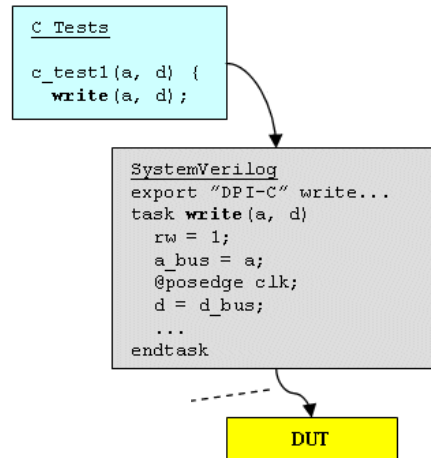 C Tests
c_test1(a, d) {
write(a, d);
SystemVerilog
export "DPI-C" write...
task write(a, d)
rw = 1;
a_bus = a;
@posedge clk;
d = d_bus;
...
endtask
DUT